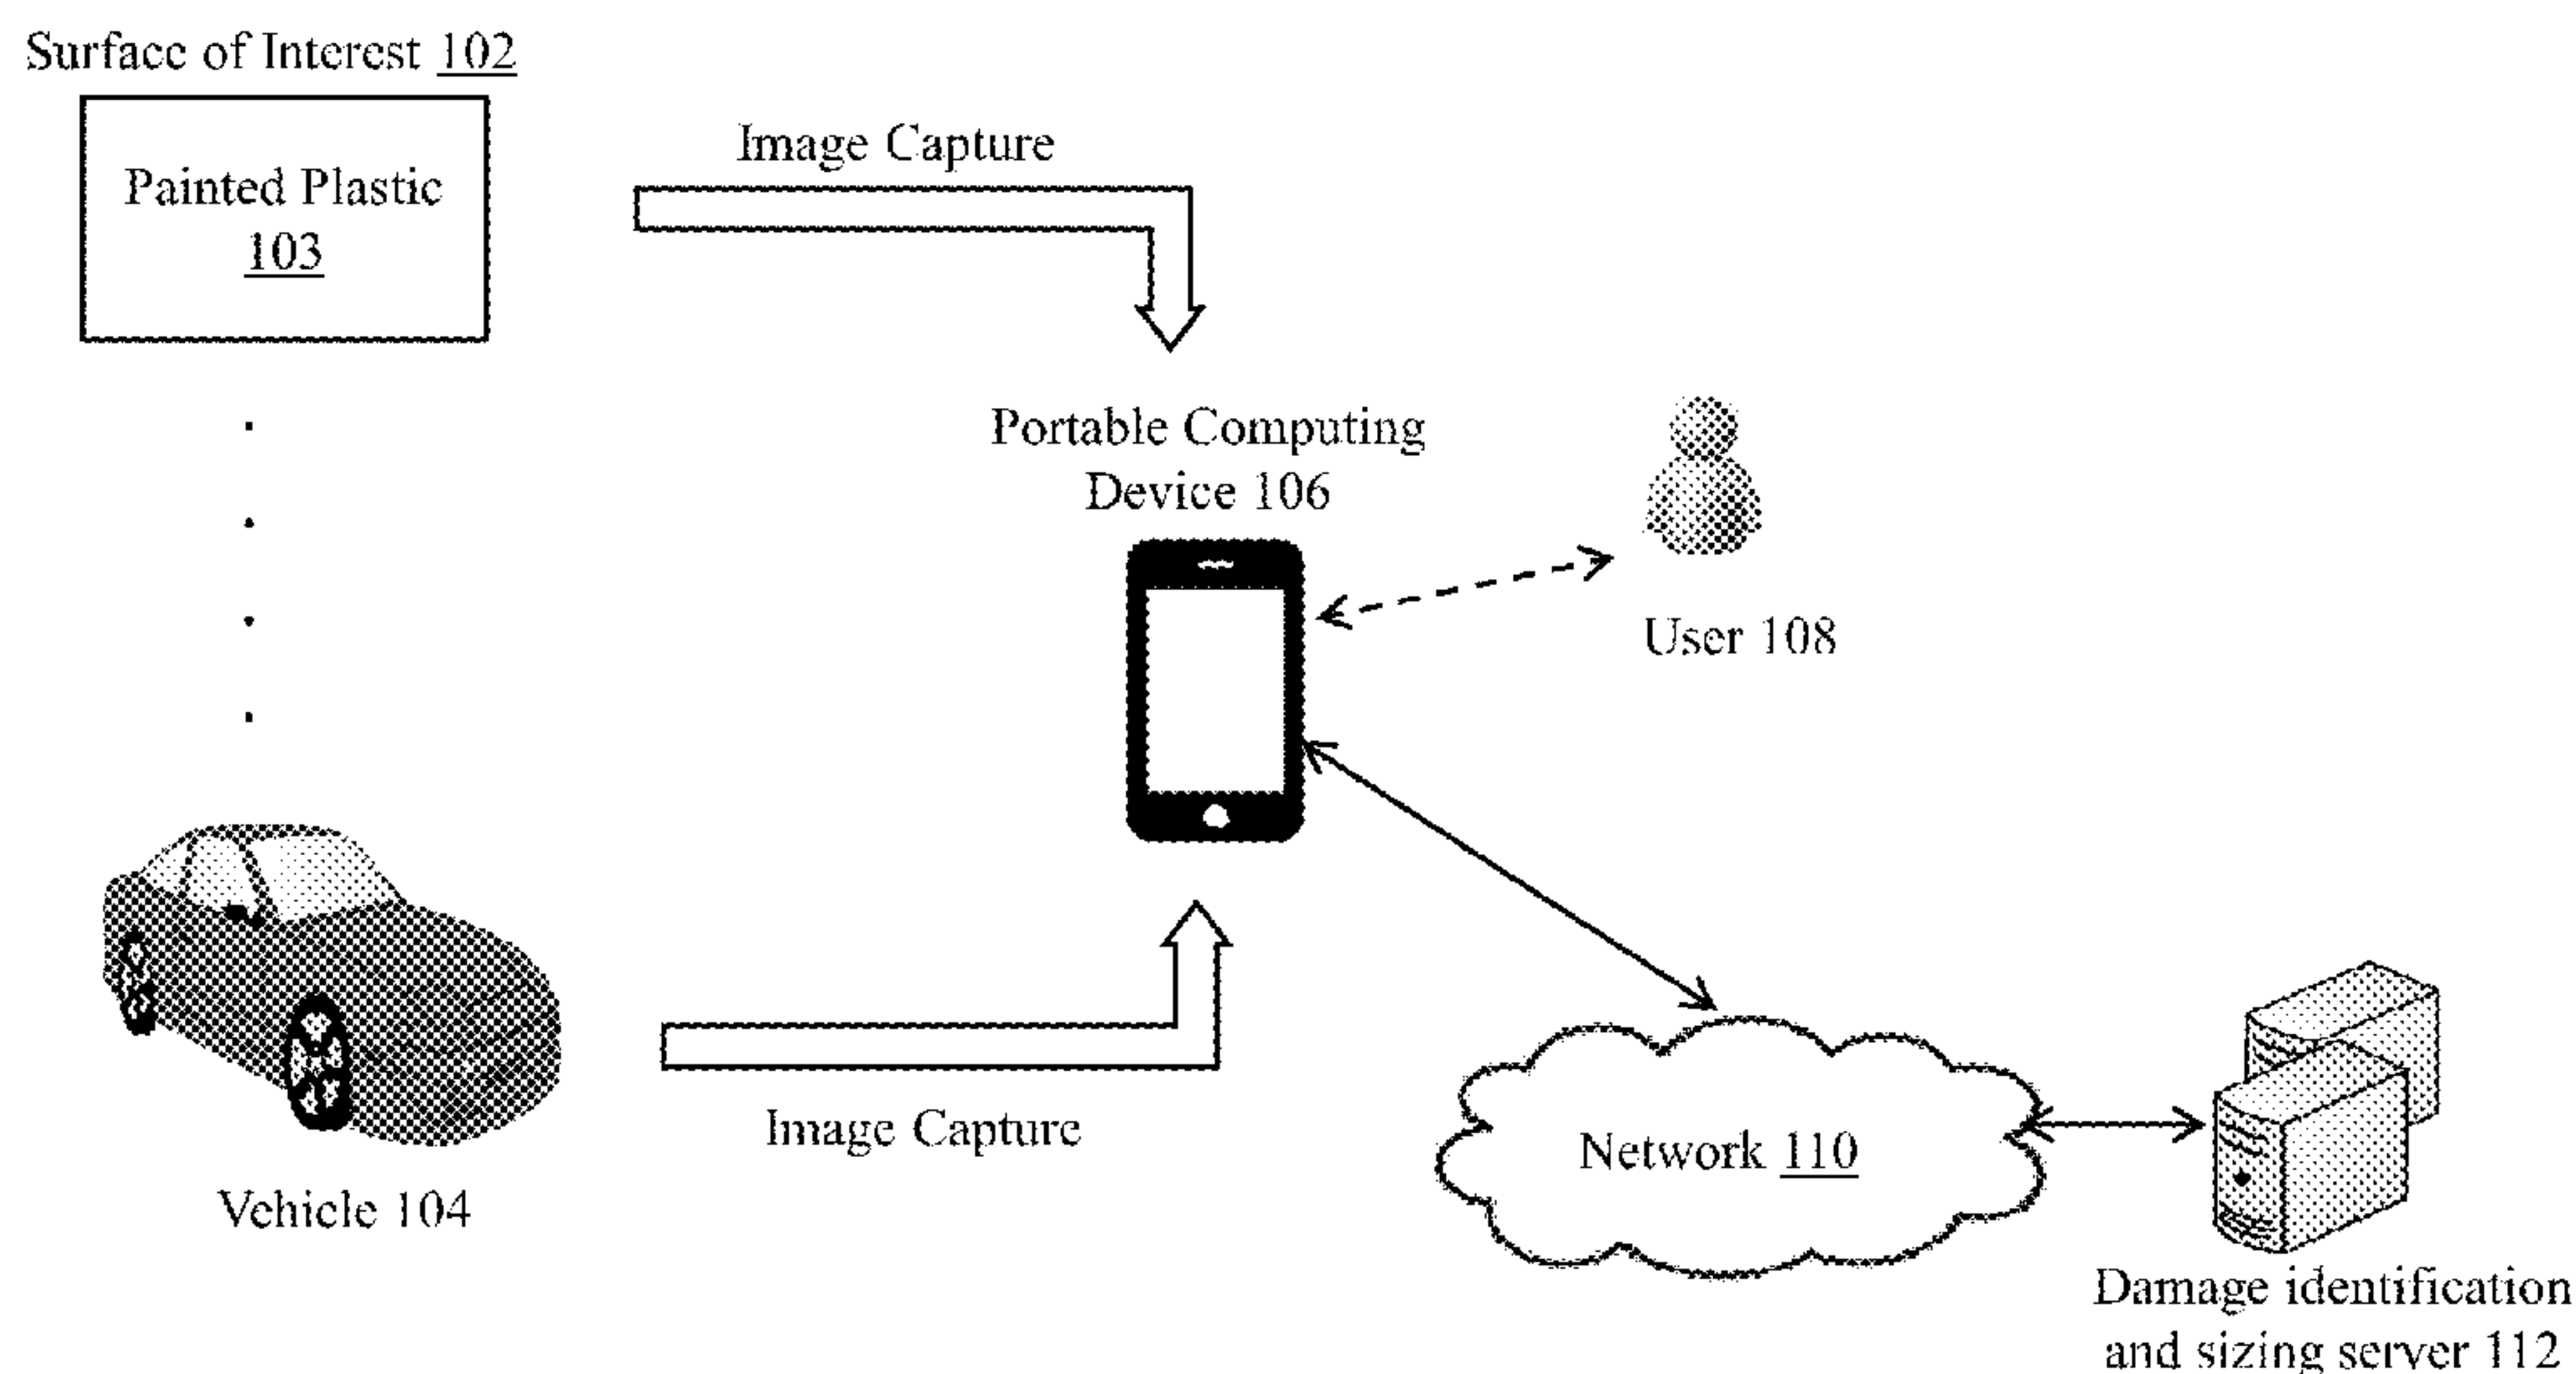 Surface of Interest 102
Painted Plastic
103
Image Capture
Portable Computing
Device 106
User 108
Image Capture
Vehicle 104
Network 110
Damage identification
and sizing server 112